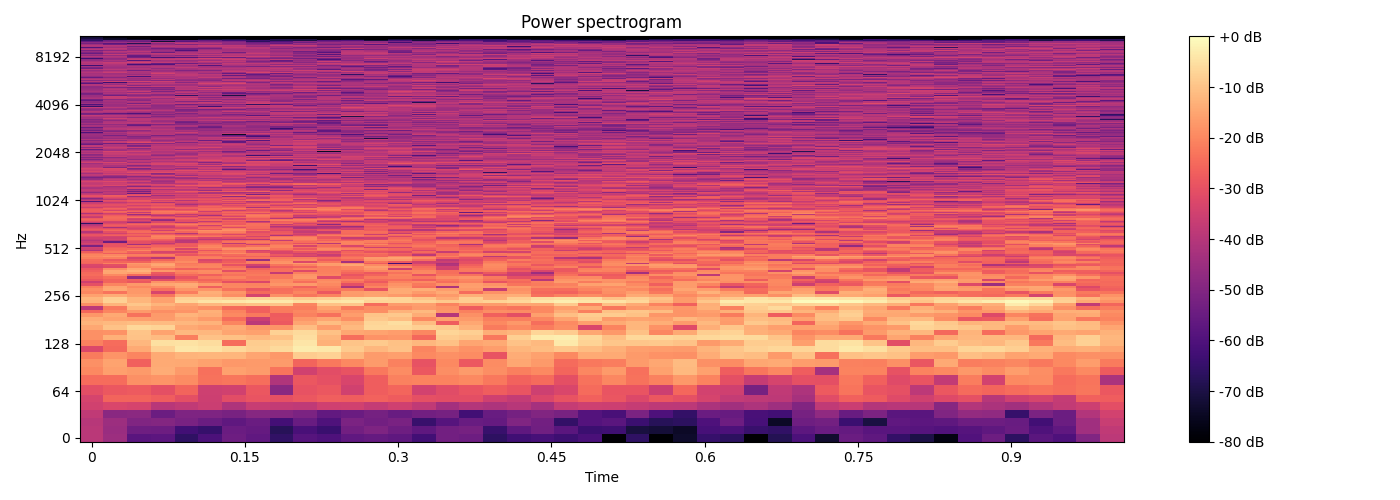 Power spectrogram
Hz
8192
4096
2048
1024
512
256
128
64
0
0 0.15 0.3 0.45 0.6 0.75 0.9
Time
+0 dB
-10 dB
-20 dB
-30 dB
-40 dB
-50 dB
-60 dB
-70 dB
-80 dB